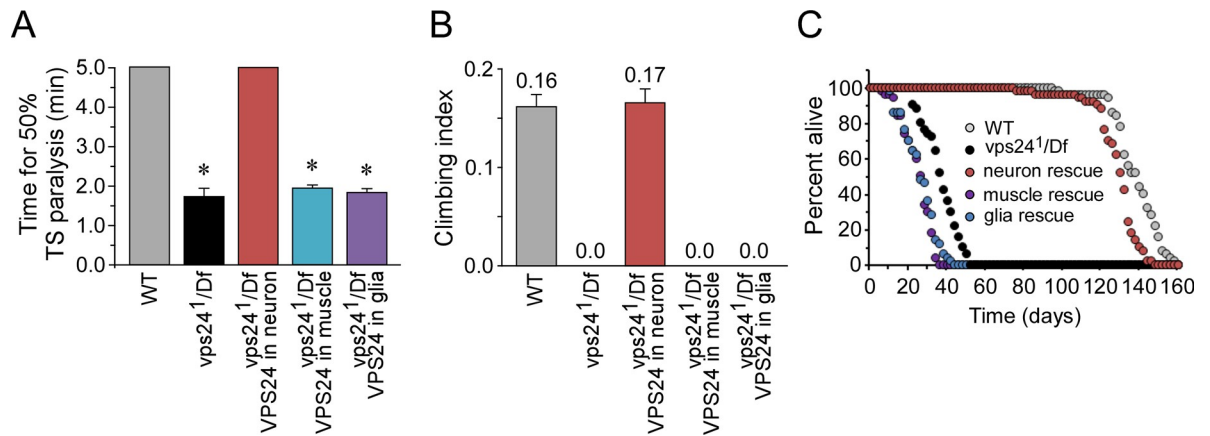 A
Time for 50%
TS paralysis (min)
5.0
4.0
3.0
2.0
1.0
0.0
*
*
*
WT
vps24¹/Df
vps24¹/Df
VPS24 in neuron
vps24¹/Df
VPS24 in muscle
vps24¹/Df
VPS24 in glia
B
Climbing index
0.2
0.1
0.0
0.16
0.0
0.17
0.0
0.0
WT
vps24¹/Df
vps24¹/Df
VPS24 in neuron
vps24¹/Df
VPS24 in muscle
vps24¹/Df
VPS24 in glia
C
Percent alive
100
80
60
40
20
0
WT
vps24¹/Df
neuron rescue
muscle rescue
glia rescue
0 20 40 60 80 100 120 140 160
Time (days)